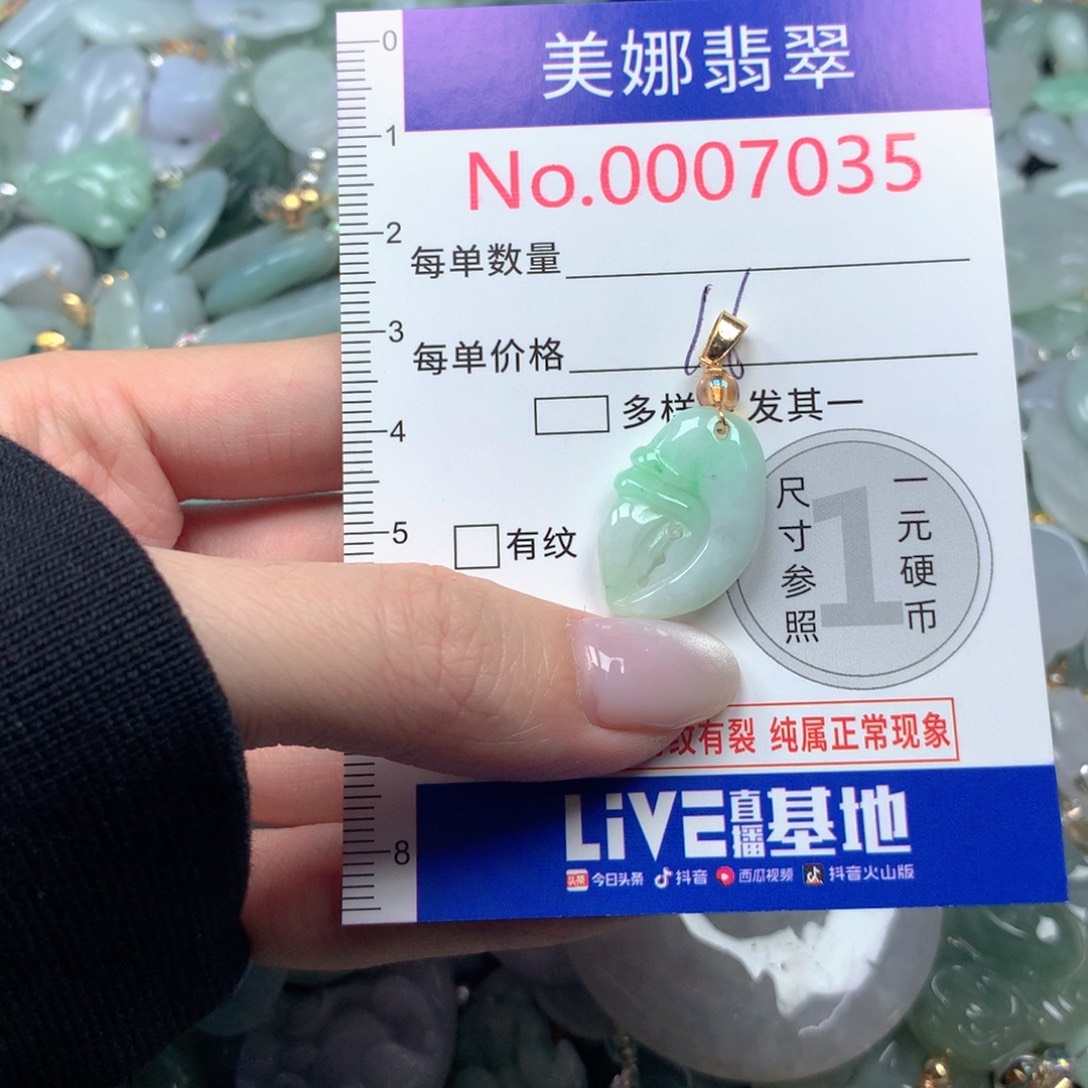 美娜翡翠
No.0007035
每单数量
每单价格
多样 发其一
有纹
尺寸参照
一元硬币
1
纹有裂 纯属正常现象
LiVE直播基地
头条 今日头条 抖音 西瓜视频 抖音火山版
0
1
2
3
4
5
8